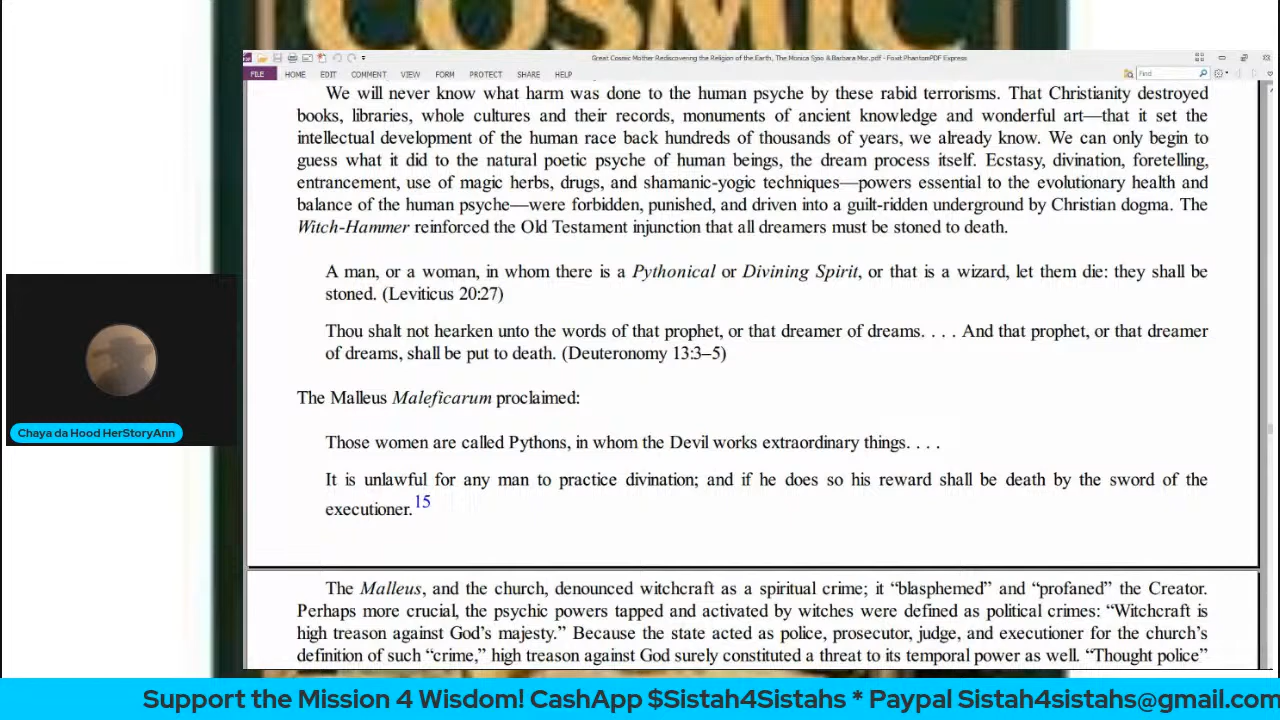 COSMIC
Great Cosmic Mother Rediscovering the Religion of the Earth, The Monica Sjoo & Barbara Mor.pdf - Foxit PhantomPDF Express
FILE HOME EDIT COMMENT VIEW FORM PROTECT SHARE HELP Find
We will never know what harm was done to the human psyche by these rabid terrorisms. That Christianity destroyed
books, libraries, whole cultures and their records, monuments of ancient knowledge and wonderful art—that it set the
intellectual development of the human race back hundreds of thousands of years, we already know. We can only begin to
guess what it did to the natural poetic psyche of human beings, the dream process itself. Ecstasy, divination, foretelling,
entrancement, use of magic herbs, drugs, and shamanic-yogic techniques—powers essential to the evolutionary health and
balance of the human psyche—were forbidden, punished, and driven into a guilt-ridden underground by Christian dogma. The
Witch-Hammer reinforced the Old Testament injunction that all dreamers must be stoned to death.
A man, or a woman, in whom there is a Pythonical or Divining Spirit, or that is a wizard, let them die: they shall be
stoned. (Leviticus 20:27)
Thou shalt not hearken unto the words of that prophet, or that dreamer of dreams. . . . And that prophet, or that dreamer
of dreams, shall be put to death. (Deuteronomy 13:3–5)
The Malleus Maleficarum proclaimed:
Those women are called Pythons, in whom the Devil works extraordinary things. . . .
It is unlawful for any man to practice divination; and if he does so his reward shall be death by the sword of the
executioner.15
The Malleus, and the church, denounced witchcraft as a spiritual crime; it “blasphemed” and “profaned” the Creator.
Perhaps more crucial, the psychic powers tapped and activated by witches were defined as political crimes: “Witchcraft is
high treason against God’s majesty.” Because the state acted as police, prosecutor, judge, and executioner for the church’s
definition of such “crime,” high treason against God surely constituted a threat to its temporal power as well. “Thought police”
Chaya da Hood HerStoryAnn
Support the Mission 4 Wisdom! CashApp $Sistah4Sistahs * Paypal Sistah4sistahs@gmail.com